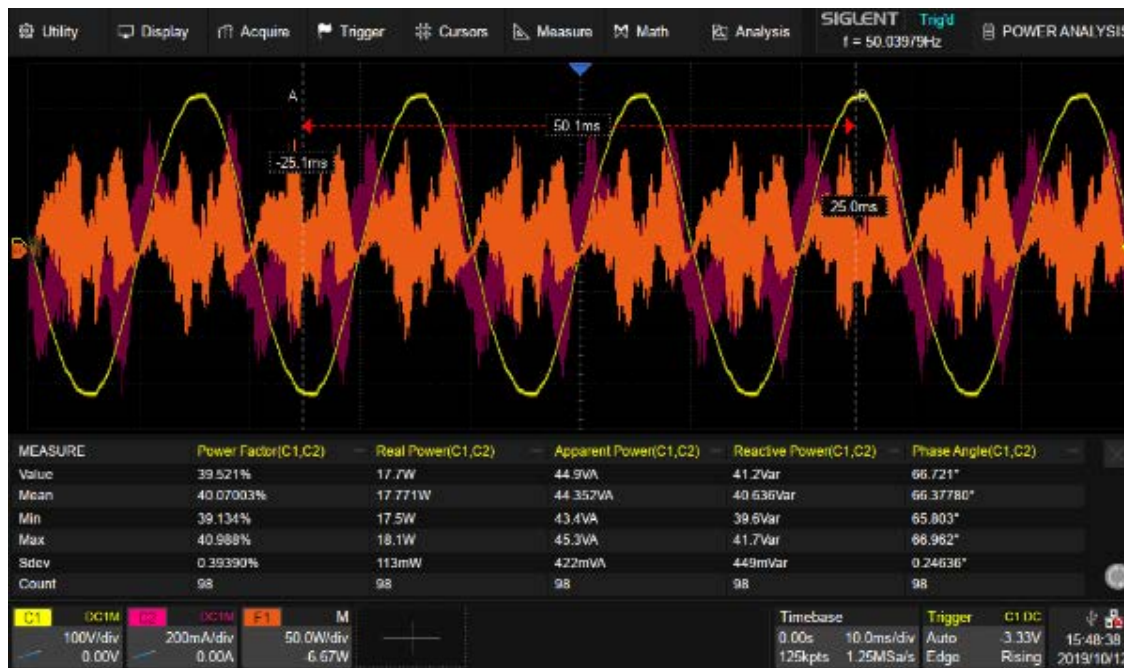 Utility Display Acquire Trigger Cursors Measure Math Analysis SIGLENT Trig'd POWER ANALYSIS
f = 50.03979Hz
A B
50.1ms
-25.1ms
25.0ms
MEASURE Power Factor(C1,C2) Real Power(C1,C2) Apparent Power(C1,C2) Reactive Power(C1,C2) Phase Angle(C1,C2)
Value 39.521% 17.7W 44.9VA 41.2Var 66.721°
Mean 40.07003% 17.771W 44.352VA 40.636Var 66.37780°
Min 39.134% 17.5W 43.4VA 39.6Var 65.803°
Max 40.988% 18.1W 45.3VA 41.7Var 66.962°
Sdev 0.39390% 113mW 422mVA 449mVar 0.24636°
Count 98 98 98 98 98
C1 DC1M C2 DC1M F1 M Timebase Trigger C1 DC
100V/div 200mA/div 50.0W/div 0.00s 10.0ms/div Auto -3.33V 15:48:38
0.00V 0.00A -6.67W 125kpts 1.25MSa/s Edge Rising 2019/10/1